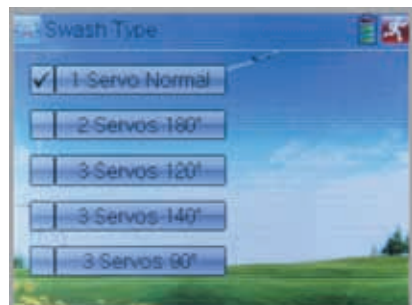 Swash Type
1 Servo Normal
2 Servos 180°
3 Servos 120°
3 Servos 140°
3 Servos 90°